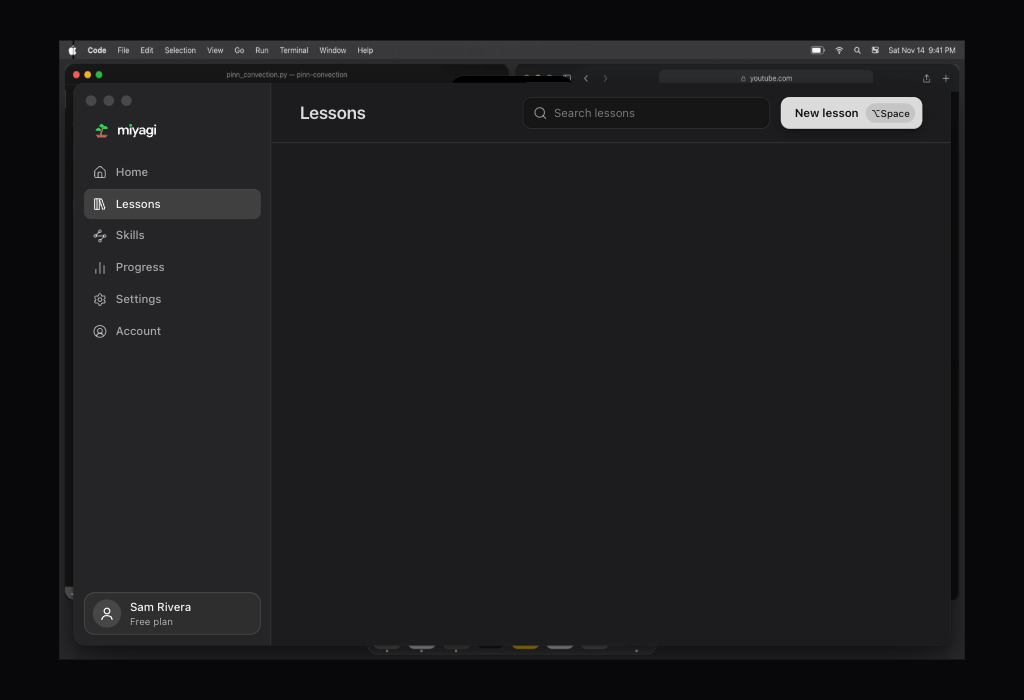 Code File Edit Selection View Go Run Terminal Window Help Sat Nov 14 9:41 PM
pinn_convection.py — pinn-convection
youtube.com
miyagi
Lessons
Search lessons
New lesson ⌥Space
Home
Lessons
Skills
Progress
Settings
Account
Sam Rivera
Free plan